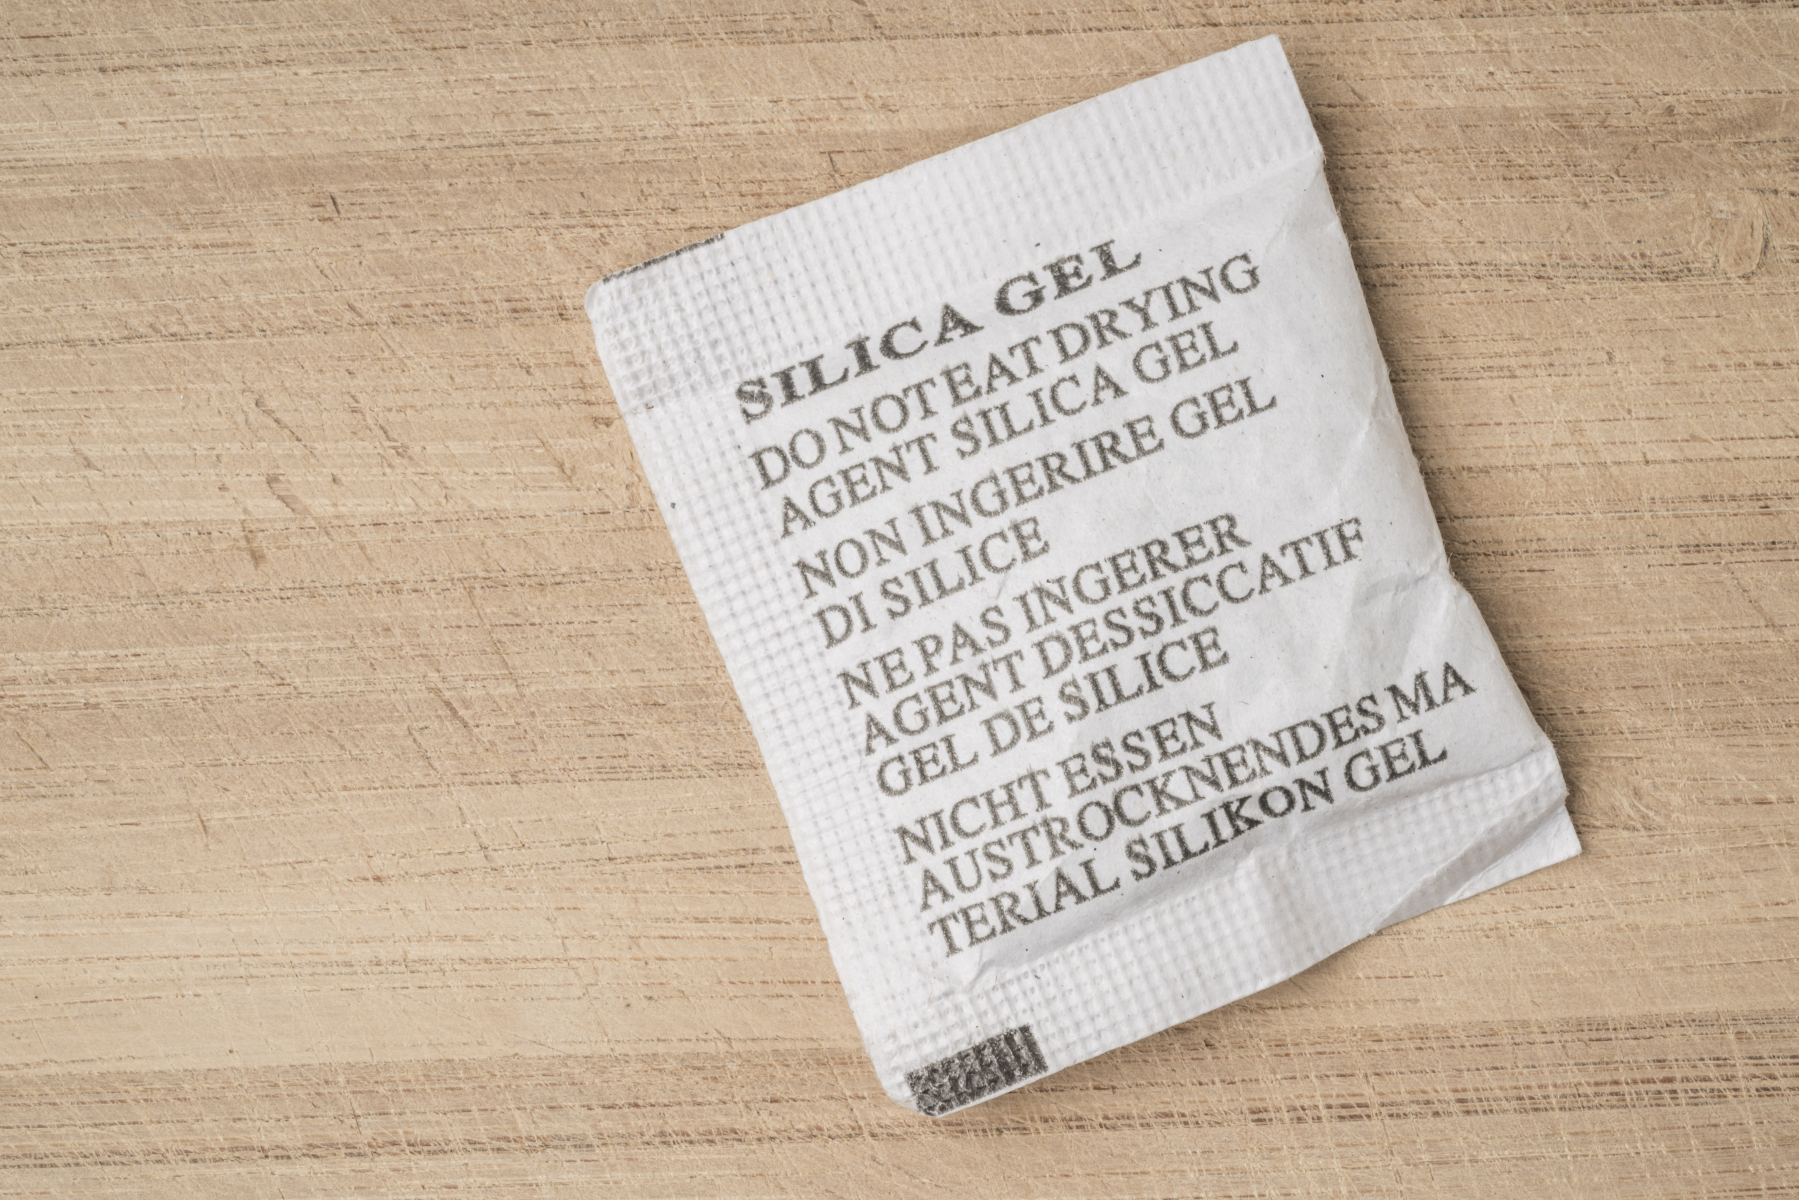 SILICA GEL
DO NOT EAT DRYING
AGENT SILICA GEL
NON INGERIRE GEL
DI SILICE
NE PAS INGERER
AGENT DESSICCATIF
GEL DE SILICE
NICHT ESSEN
AUSTROCKNENDES MA
TERIAL SILIKON GEL